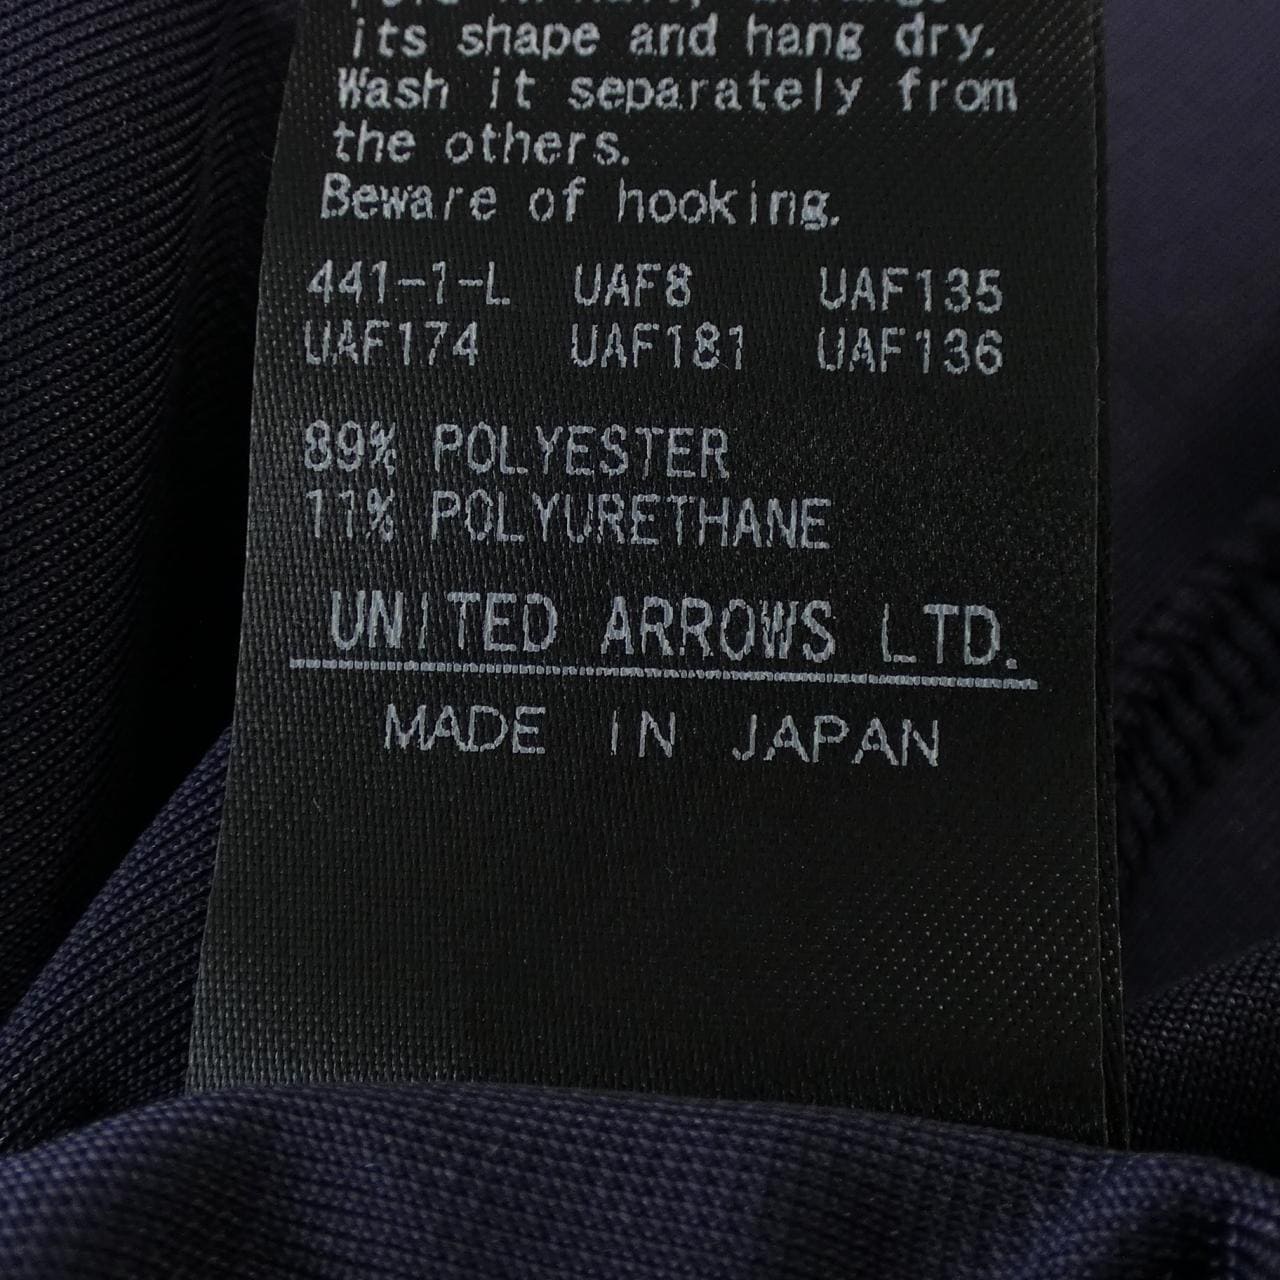 its shape and hang dry.
Wash it separately from
the others.
Beware of hooking.
441-1-L UAF8 UAF135
UAF174 UAF181 UAF136
89% POLYESTER
11% POLYURETHANE
UNITED ARROWS LTD.
MADE IN JAPAN